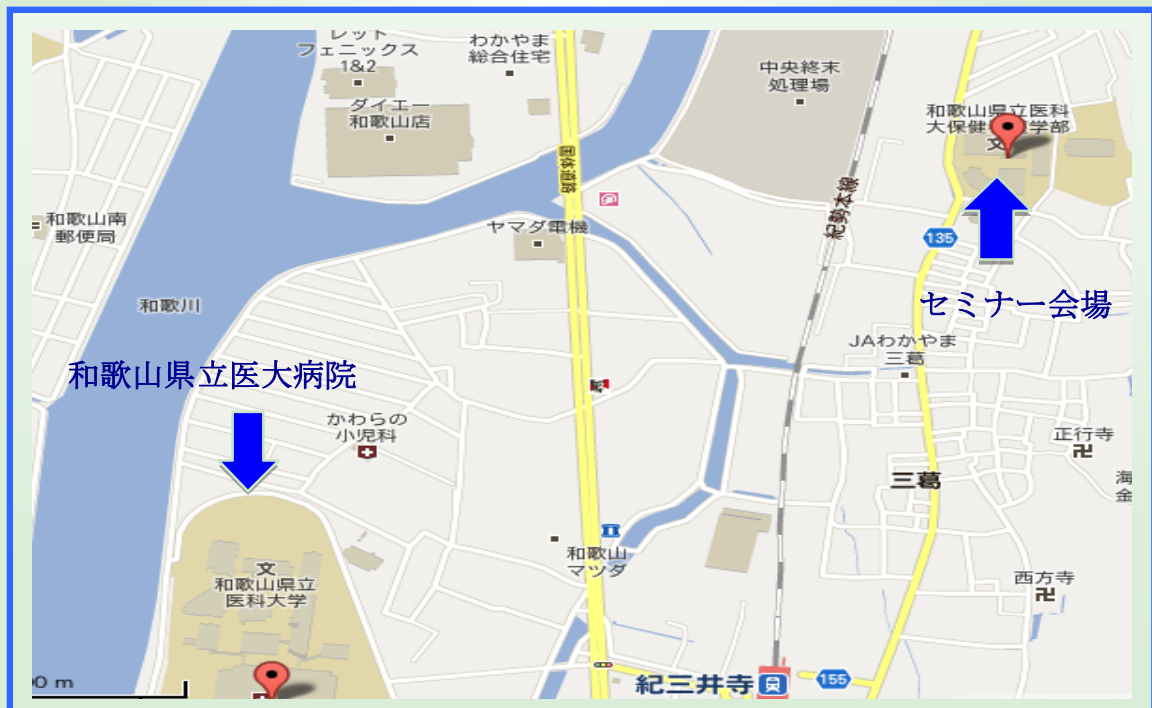 レット
フェニックス
1&2
わかやま
総合住宅
ダイエー
和歌山店
中央終末
処理場
和歌山県立医科
大保健 学部
文
国体道路
紀勢本線
和歌山南
郵便局
ヤマダ電機
135
和歌川
セミナー会場
JAわかやま
三葛
和歌山県立医大病院
かわらの
小児科
正行寺
三葛
海
金
和歌山
マツダ
文
和歌山県立
医科大学
西方寺
0 m
紀三井寺
155